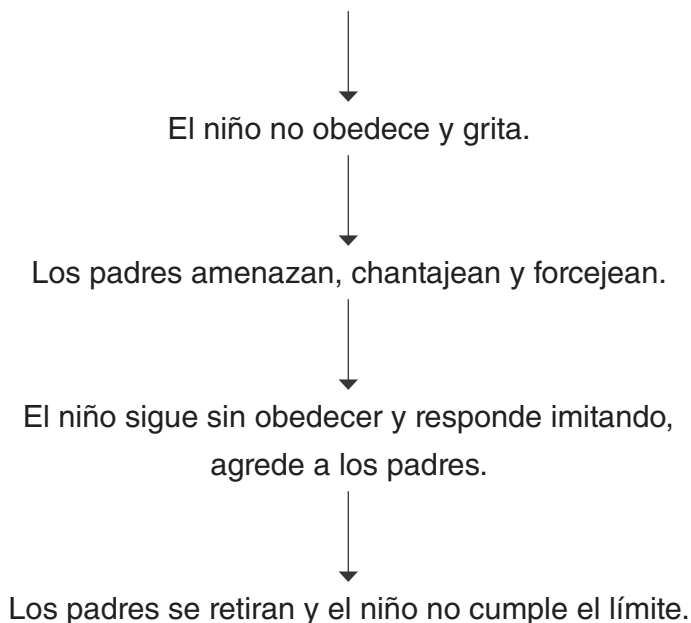 El niño no obedece y grita.
Los padres amenazan, chantajean y forcejean.
El niño sigue sin obedecer y responde imitando,
agrede a los padres.
Los padres se retiran y el niño no cumple el límite.